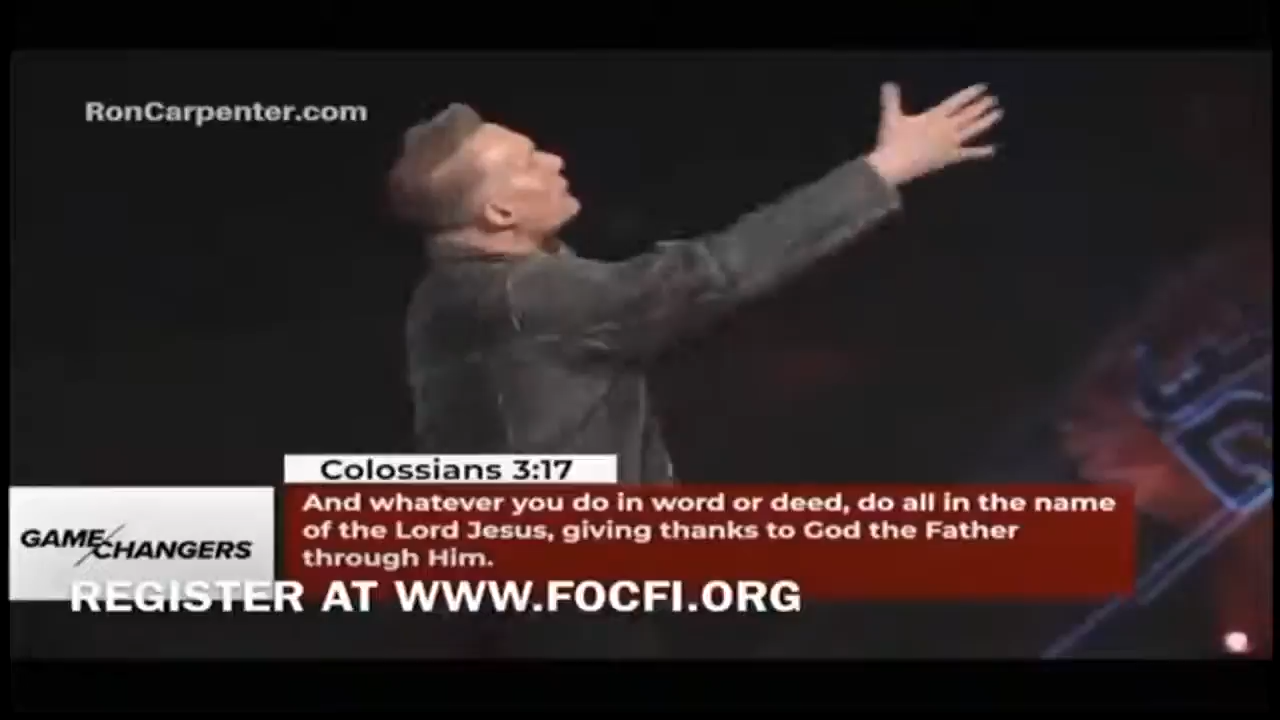 RonCarpenter.com
Colossians 3:17
And whatever you do in word or deed, do all in the name
of the Lord Jesus, giving thanks to God the Father
through Him.
GAME CHANGERS
REGISTER AT WWW.FOCFI.ORG